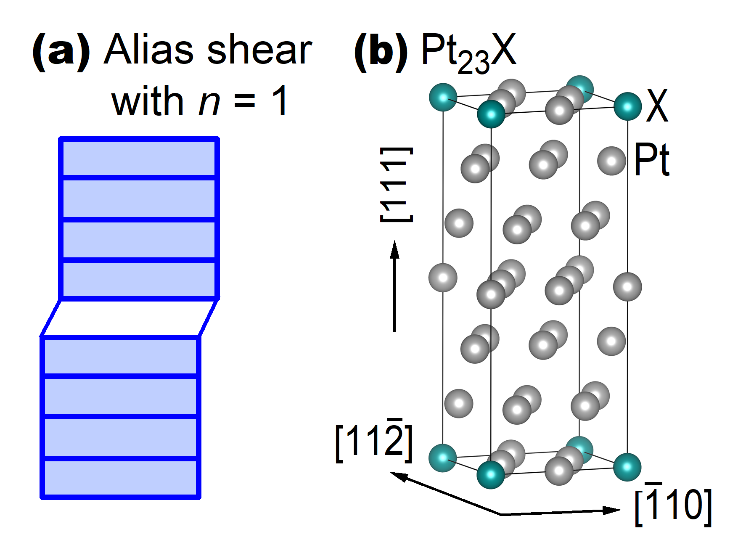 (a) Alias shear
with n = 1
(b) Pt₂₃X
X
Pt
[111]
[112̄]
[1̄10]